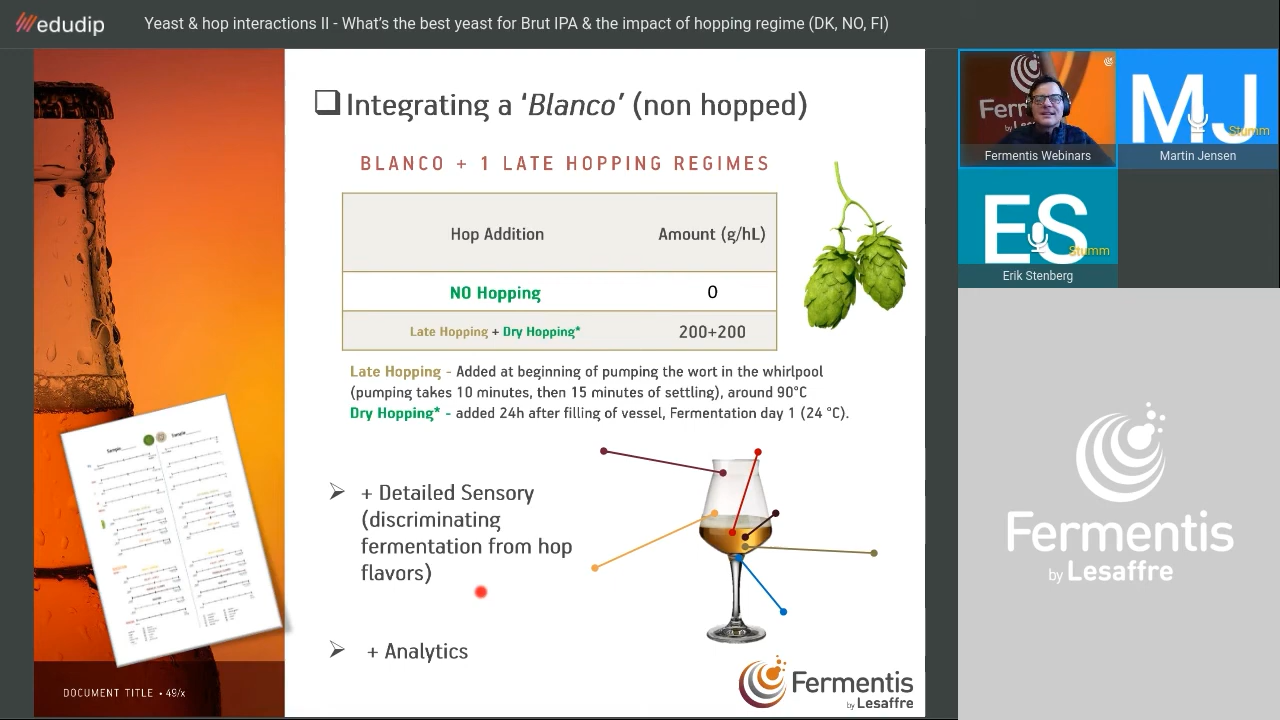 edudip
Yeast & hop interactions II - What's the best yeast for Brut IPA & the impact of hopping regime (DK, NO, FI)
Integrating a ‘Blanco’ (non hopped)
BLANCO + 1 LATE HOPPING REGIMES
Hop Addition Amount (g/hL)
NO Hopping 0
Late Hopping + Dry Hopping* 200+200
Late Hopping - Added at beginning of pumping the wort in the whirlpool
(pumping takes 10 minutes, then 15 minutes of settling), around 90°C
Dry Hopping* - added 24h after filling of vessel, Fermentation day 1 (24 °C).
+ Detailed Sensory
(discriminating
fermentation from hop
flavors)
+ Analytics
DOCUMENT TITLE • 49/x
Fermentis
by Lesaffre
Fermentis Webinars
MJ
Stumm
Martin Jensen
ES
Stumm
Erik Stenberg
Fermentis
by Lesaffre